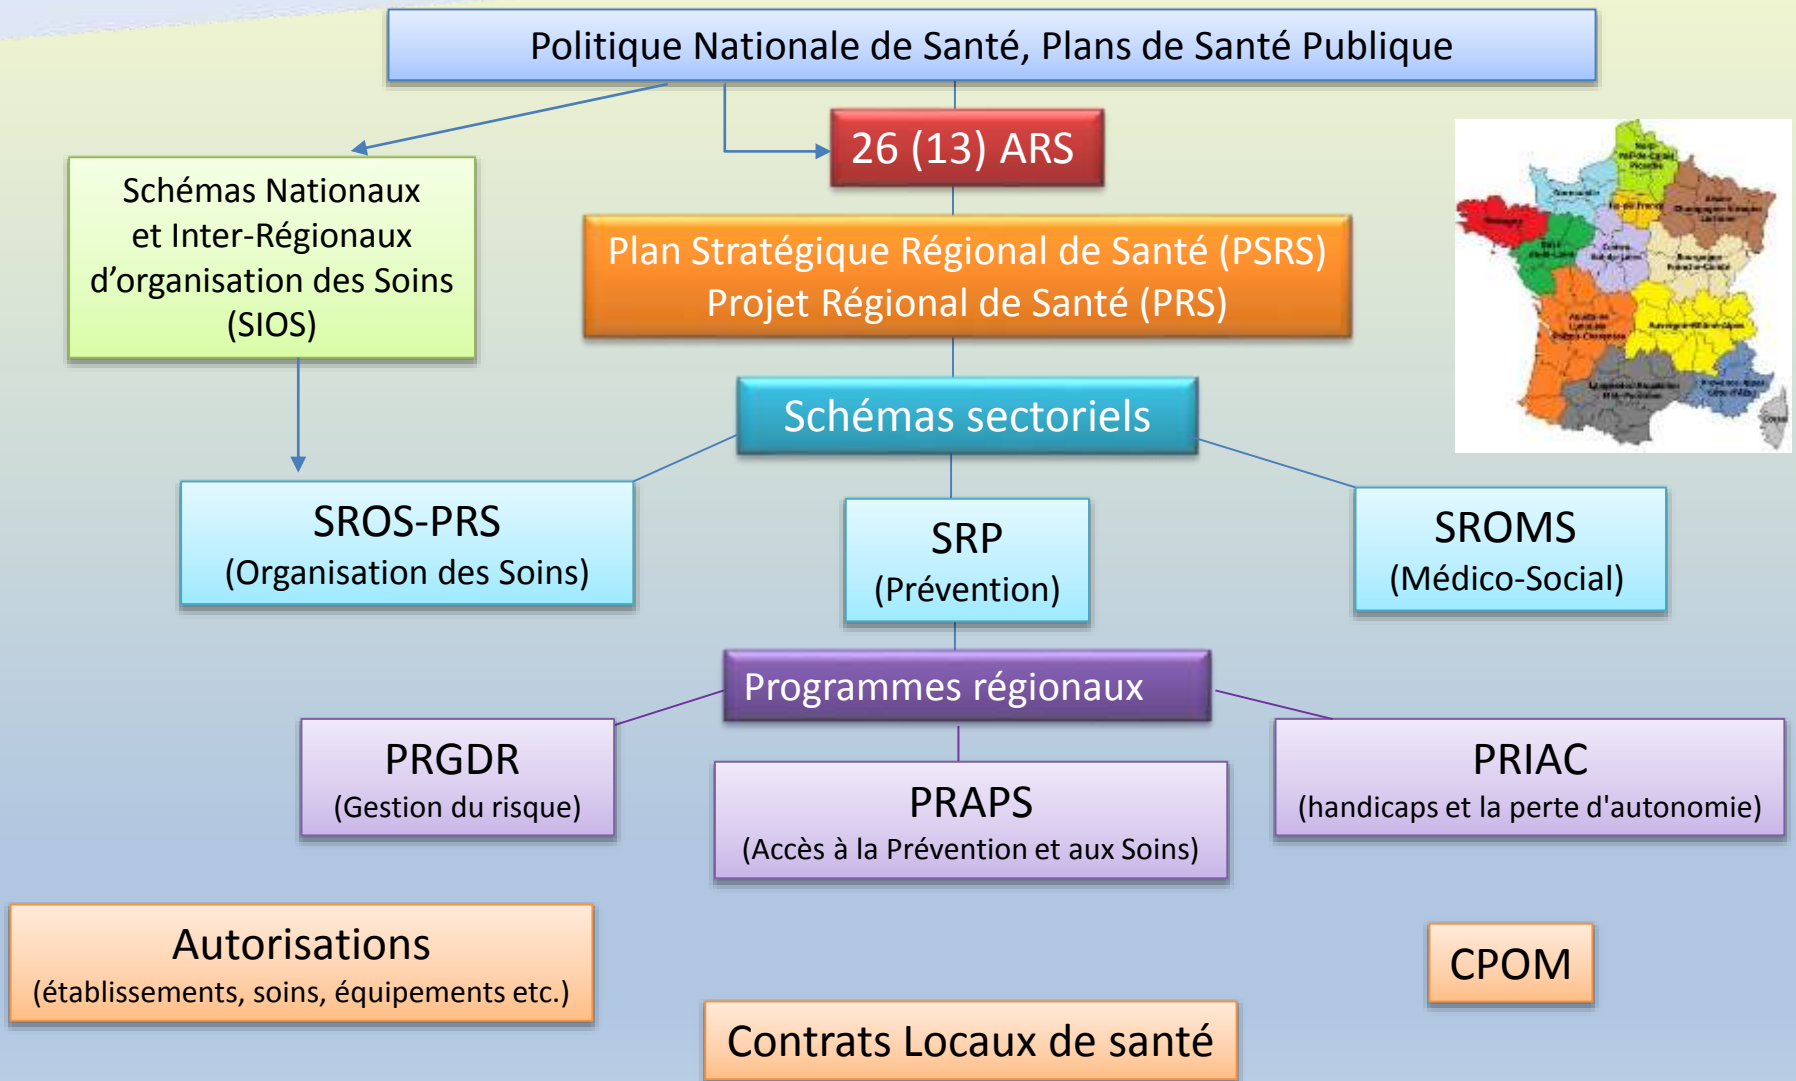 Politique Nationale de Santé, Plans de Santé Publique
26 (13) ARS
Schémas Nationaux
et Inter-Régionaux
d'organisation des Soins
(SIOS)
Plan Stratégique Régional de Santé (PSRS)
Projet Régional de Santé (PRS)
Schémas sectoriels
SROS-PRS
(Organisation des Soins)
SRP
(Prévention)
SROMS
(Médico-Social)
Programmes régionaux
PRGDR
(Gestion du risque)
PRAPS
(Accès à la Prévention et aux Soins)
PRIAC
(handicaps et la perte d'autonomie)
Autorisations
(établissements, soins, équipements etc.)
CPOM
Contrats Locaux de santé